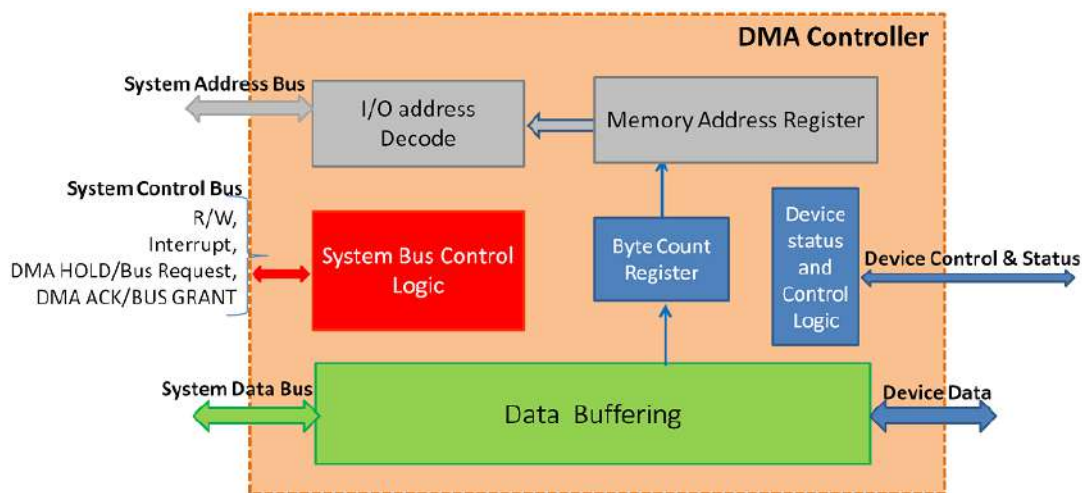 DMA Controller
System Address Bus
I/O address
Decode
Memory Address Register
System Control Bus
R/W,
Interrupt,
DMA HOLD/Bus Request,
DMA ACK/BUS GRANT
System Bus Control
Logic
Byte Count
Register
Device
status
and
Control
Logic
Device Control & Status
System Data Bus
Data Buffering
Device Data